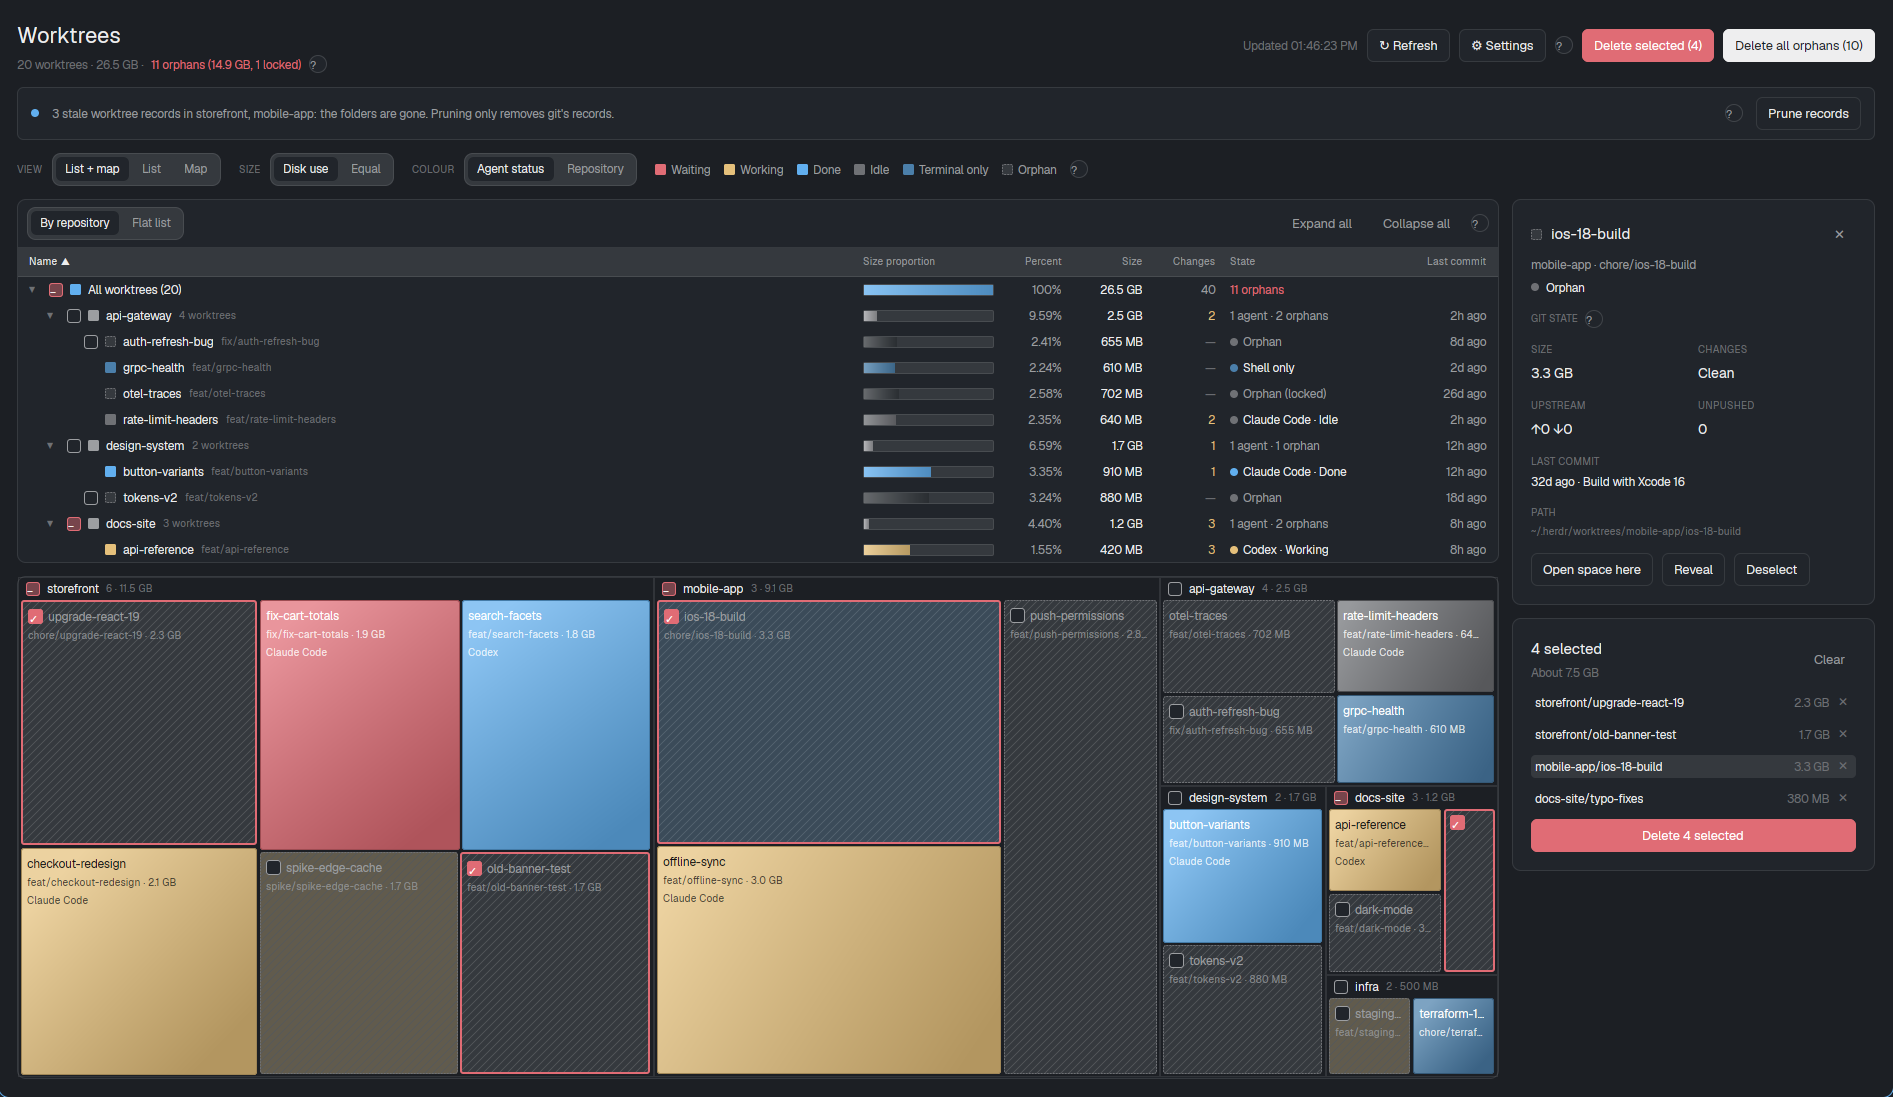 Worktrees
20 worktrees · 26.5 GB · 11 orphans (14.9 GB, 1 locked) ?
Updated 01:46:23 PM ↻ Refresh ⚙ Settings ? Delete selected (4) Delete all orphans (10)
3 stale worktree records in storefront, mobile-app: the folders are gone. Pruning only removes git's records. ? Prune records
VIEW List + map List Map SIZE Disk use Equal COLOUR Agent status Repository Waiting Working Done Idle Terminal only Orphan ?
By repository Flat list Expand all Collapse all ?
Name ▲ Size proportion Percent Size Changes State Last commit
All worktrees (20) 100% 26.5 GB 40 11 orphans
api-gateway 4 worktrees 9.59% 2.5 GB 2 1 agent · 2 orphans 2h ago
auth-refresh-bug fix/auth-refresh-bug 2.41% 655 MB — Orphan 8d ago
grpc-health feat/grpc-health 2.24% 610 MB — Shell only 2d ago
otel-traces feat/otel-traces 2.58% 702 MB — Orphan (locked) 26d ago
rate-limit-headers feat/rate-limit-headers 2.35% 640 MB 2 Claude Code · Idle 2h ago
design-system 2 worktrees 6.59% 1.7 GB 1 1 agent · 1 orphan 12h ago
button-variants feat/button-variants 3.35% 910 MB 1 Claude Code · Done 12h ago
tokens-v2 feat/tokens-v2 3.24% 880 MB — Orphan 18d ago
docs-site 3 worktrees 4.40% 1.2 GB 3 1 agent · 2 orphans 8h ago
api-reference feat/api-reference 1.55% 420 MB 3 Codex · Working 8h ago
storefront 6 · 11.5 GB
upgrade-react-19
chore/upgrade-react-19 · 2.3 GB
fix-cart-totals
fix/fix-cart-totals · 1.9 GB
Claude Code
search-facets
feat/search-facets · 1.8 GB
Codex
checkout-redesign
feat/checkout-redesign · 2.1 GB
Claude Code
spike-edge-cache
spike/spike-edge-cache · 1.7 GB
old-banner-test
feat/old-banner-test · 1.7 GB
mobile-app 3 · 9.1 GB
ios-18-build
chore/ios-18-build · 3.3 GB
push-permissions
feat/push-permissions · 2.8...
offline-sync
feat/offline-sync · 3.0 GB
Claude Code
api-gateway 4 · 2.5 GB
otel-traces
feat/otel-traces · 702 MB
rate-limit-headers
feat/rate-limit-headers · 64...
Claude Code
auth-refresh-bug
fix/auth-refresh-bug · 655 MB
grpc-health
feat/grpc-health · 610 MB
design-system 2 · 1.7 GB
button-variants
feat/button-variants · 910 MB
Claude Code
tokens-v2
feat/tokens-v2 · 880 MB
docs-site 3 · 1.2 GB
api-reference
feat/api-reference...
Codex
dark-mode
feat/dark-mode · 3...
infra 2 · 500 MB
staging...
feat/staging...
terraform-1...
chore/terraf...
ios-18-build ×
mobile-app · chore/ios-18-build
Orphan
GIT STATE ?
SIZE CHANGES
3.3 GB Clean
UPSTREAM UNPUSHED
↑0 ↓0 0
LAST COMMIT
32d ago · Build with Xcode 16
PATH
~/.herdr/worktrees/mobile-app/ios-18-build
Open space here Reveal Deselect
4 selected
About 7.5 GB Clear
storefront/upgrade-react-19 2.3 GB ×
storefront/old-banner-test 1.7 GB ×
mobile-app/ios-18-build 3.3 GB ×
docs-site/typo-fixes 380 MB ×
Delete 4 selected